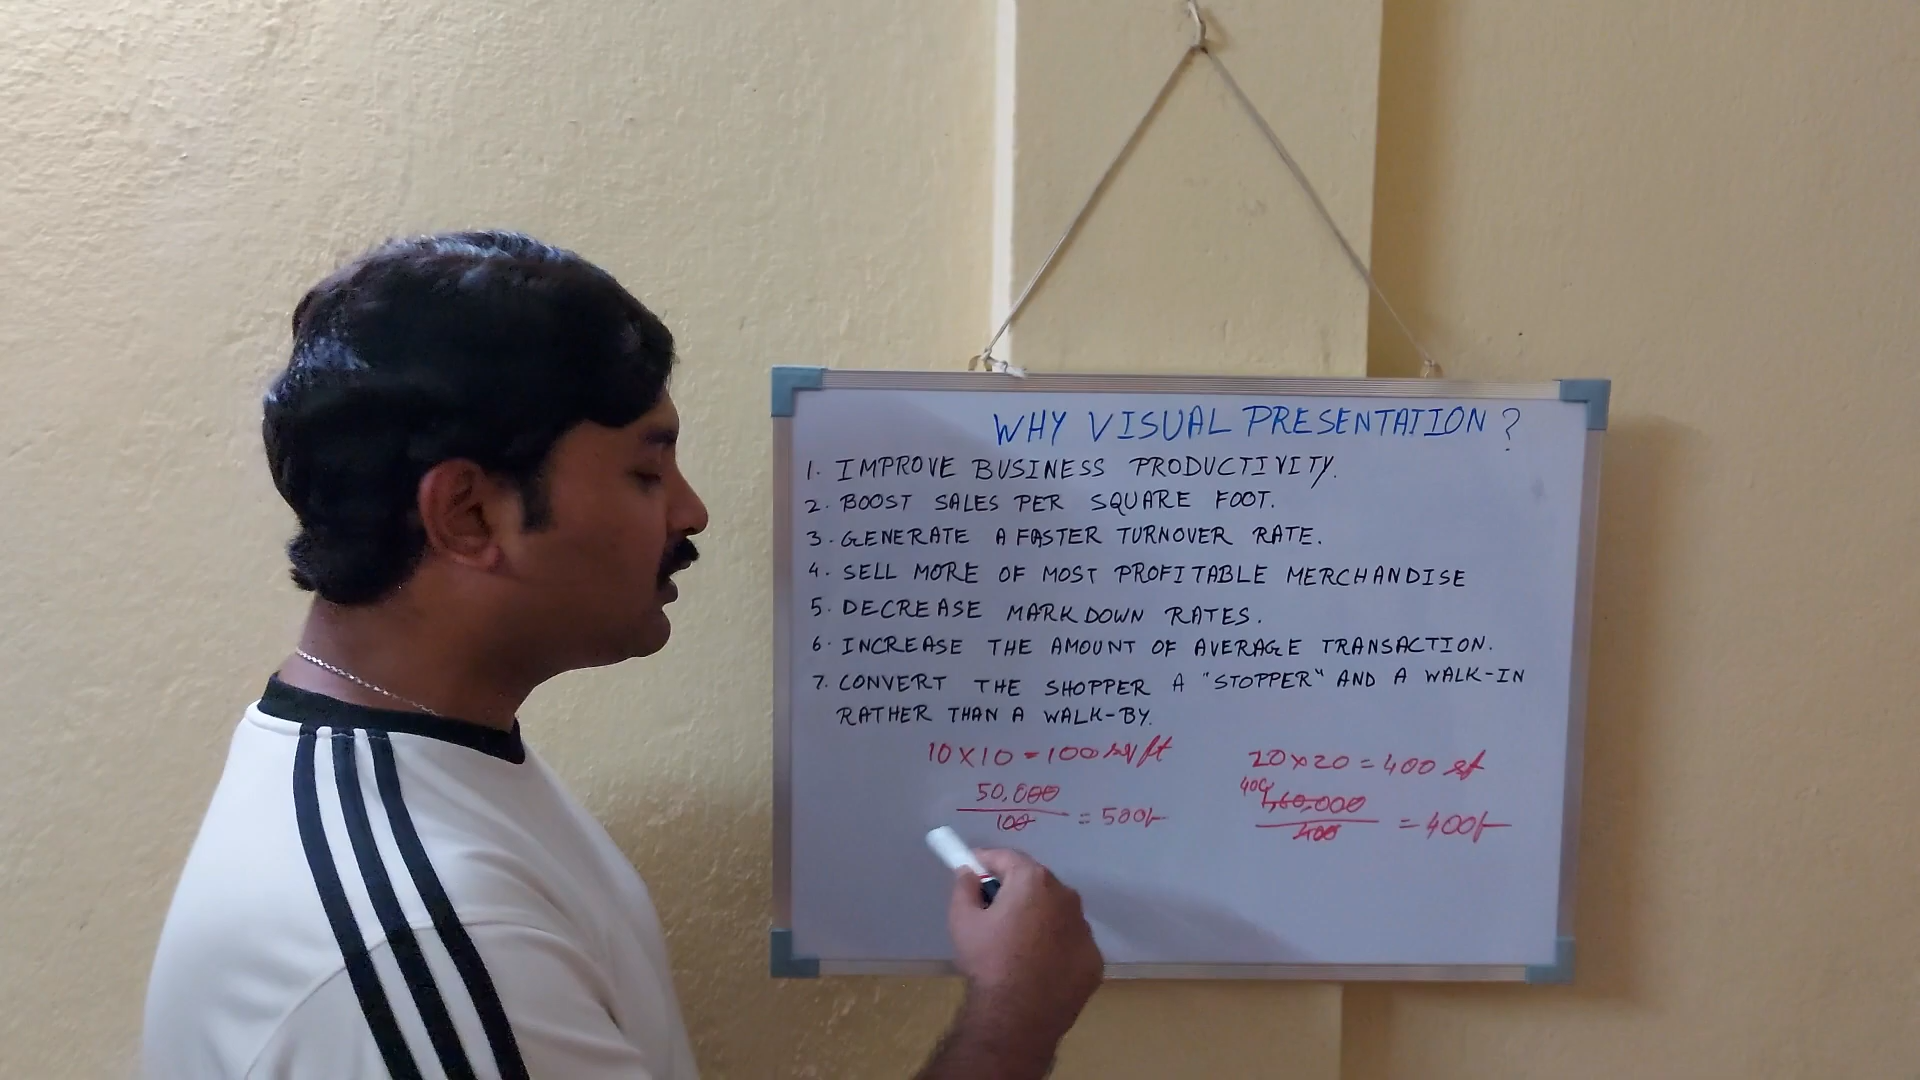 WHY VISUAL PRESENTATION ?
1. IMPROVE BUSINESS PRODUCTIVITY.
2. BOOST SALES PER SQUARE FOOT.
3. GENERATE A FASTER TURNOVER RATE.
4. SELL MORE OF MOST PROFITABLE MERCHANDISE
5. DECREASE MARKDOWN RATES.
6. INCREASE THE AMOUNT OF AVERAGE TRANSACTION.
7. CONVERT THE SHOPPER A "STOPPER" AND A WALK-IN
RATHER THAN A WALK-BY.
10 X 10 = 100 sq ft
50,000
100
= 500/-
20 x 20 = 400 sf
400
1,60,000
400
= 400/-